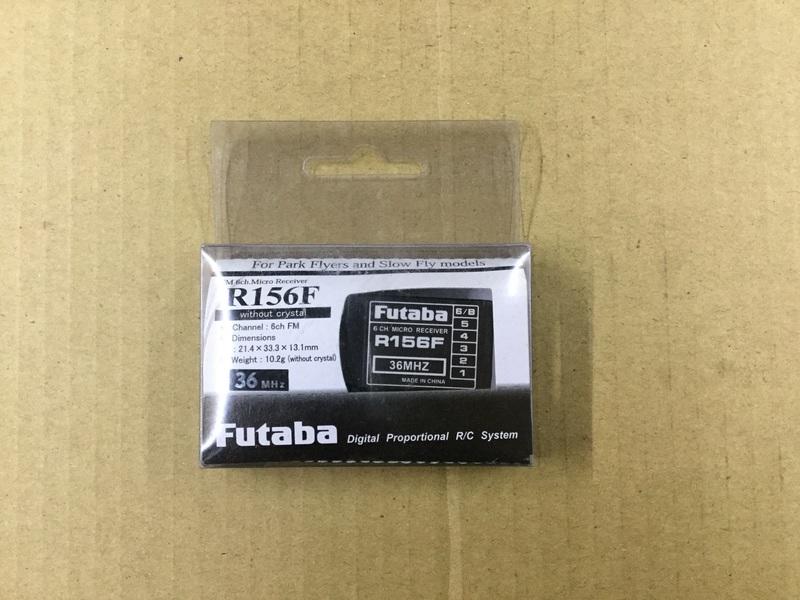 For Park Flyers and Slow Fly models
FM 6ch. Micro Receiver
R156F
without crystal
Channel : 6ch FM
Dimensions
: 21.4×33.3×13.1mm
Weight : 10.2g (without crystal)
36 MHz
Futaba
6 CH. MICRO RECEIVER
R156F
36MHZ
MADE IN CHINA
6/B
5
4
3
2
1
Futaba Digital Proportional R/C System